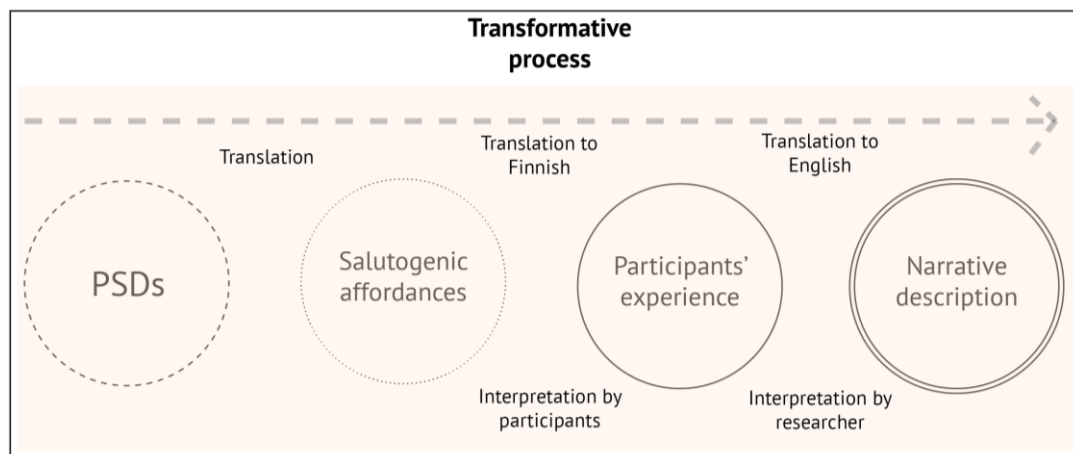 Transformative
process
Translation
Translation to
Finnish
Translation to
English
PSDs
Salutogenic
affordances
Participants’
experience
Narrative
description
Interpretation by
participants
Interpretation by
researcher